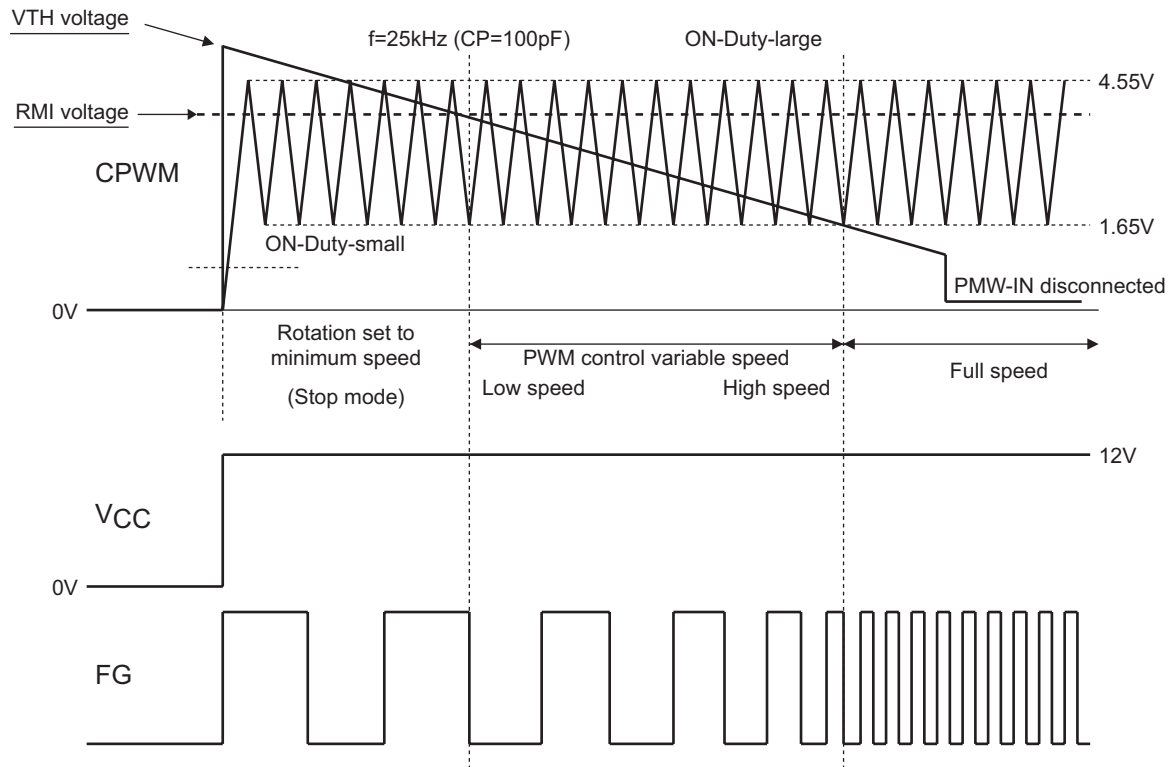 VTH voltage
f=25kHz (CP=100pF)
ON-Duty-large
4.55V
RMI voltage
CPWM
1.65V
ON-Duty-small
PMW-IN disconnected
0V
Rotation set to
minimum speed
(Stop mode)
PWM control variable speed
Low speed
High speed
Full speed
12V
VCC
0V
FG